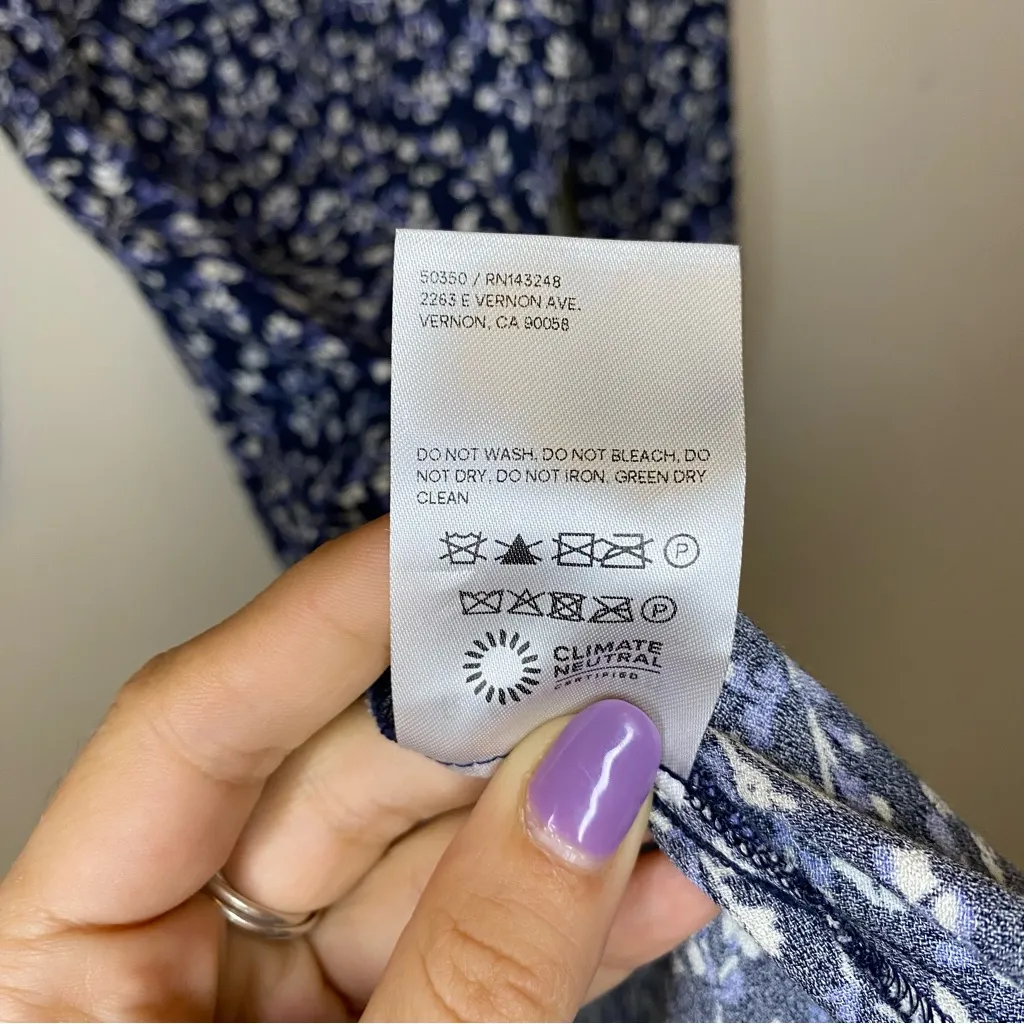 50350 / RN143248
2263 E VERNON AVE.
VERNON, CA 90058
DO NOT WASH. DO NOT BLEACH. DO
NOT DRY. DO NOT IRON. GREEN DRY
CLEAN
P
P
CLIMATE
NEUTRAL
CERTIFIED